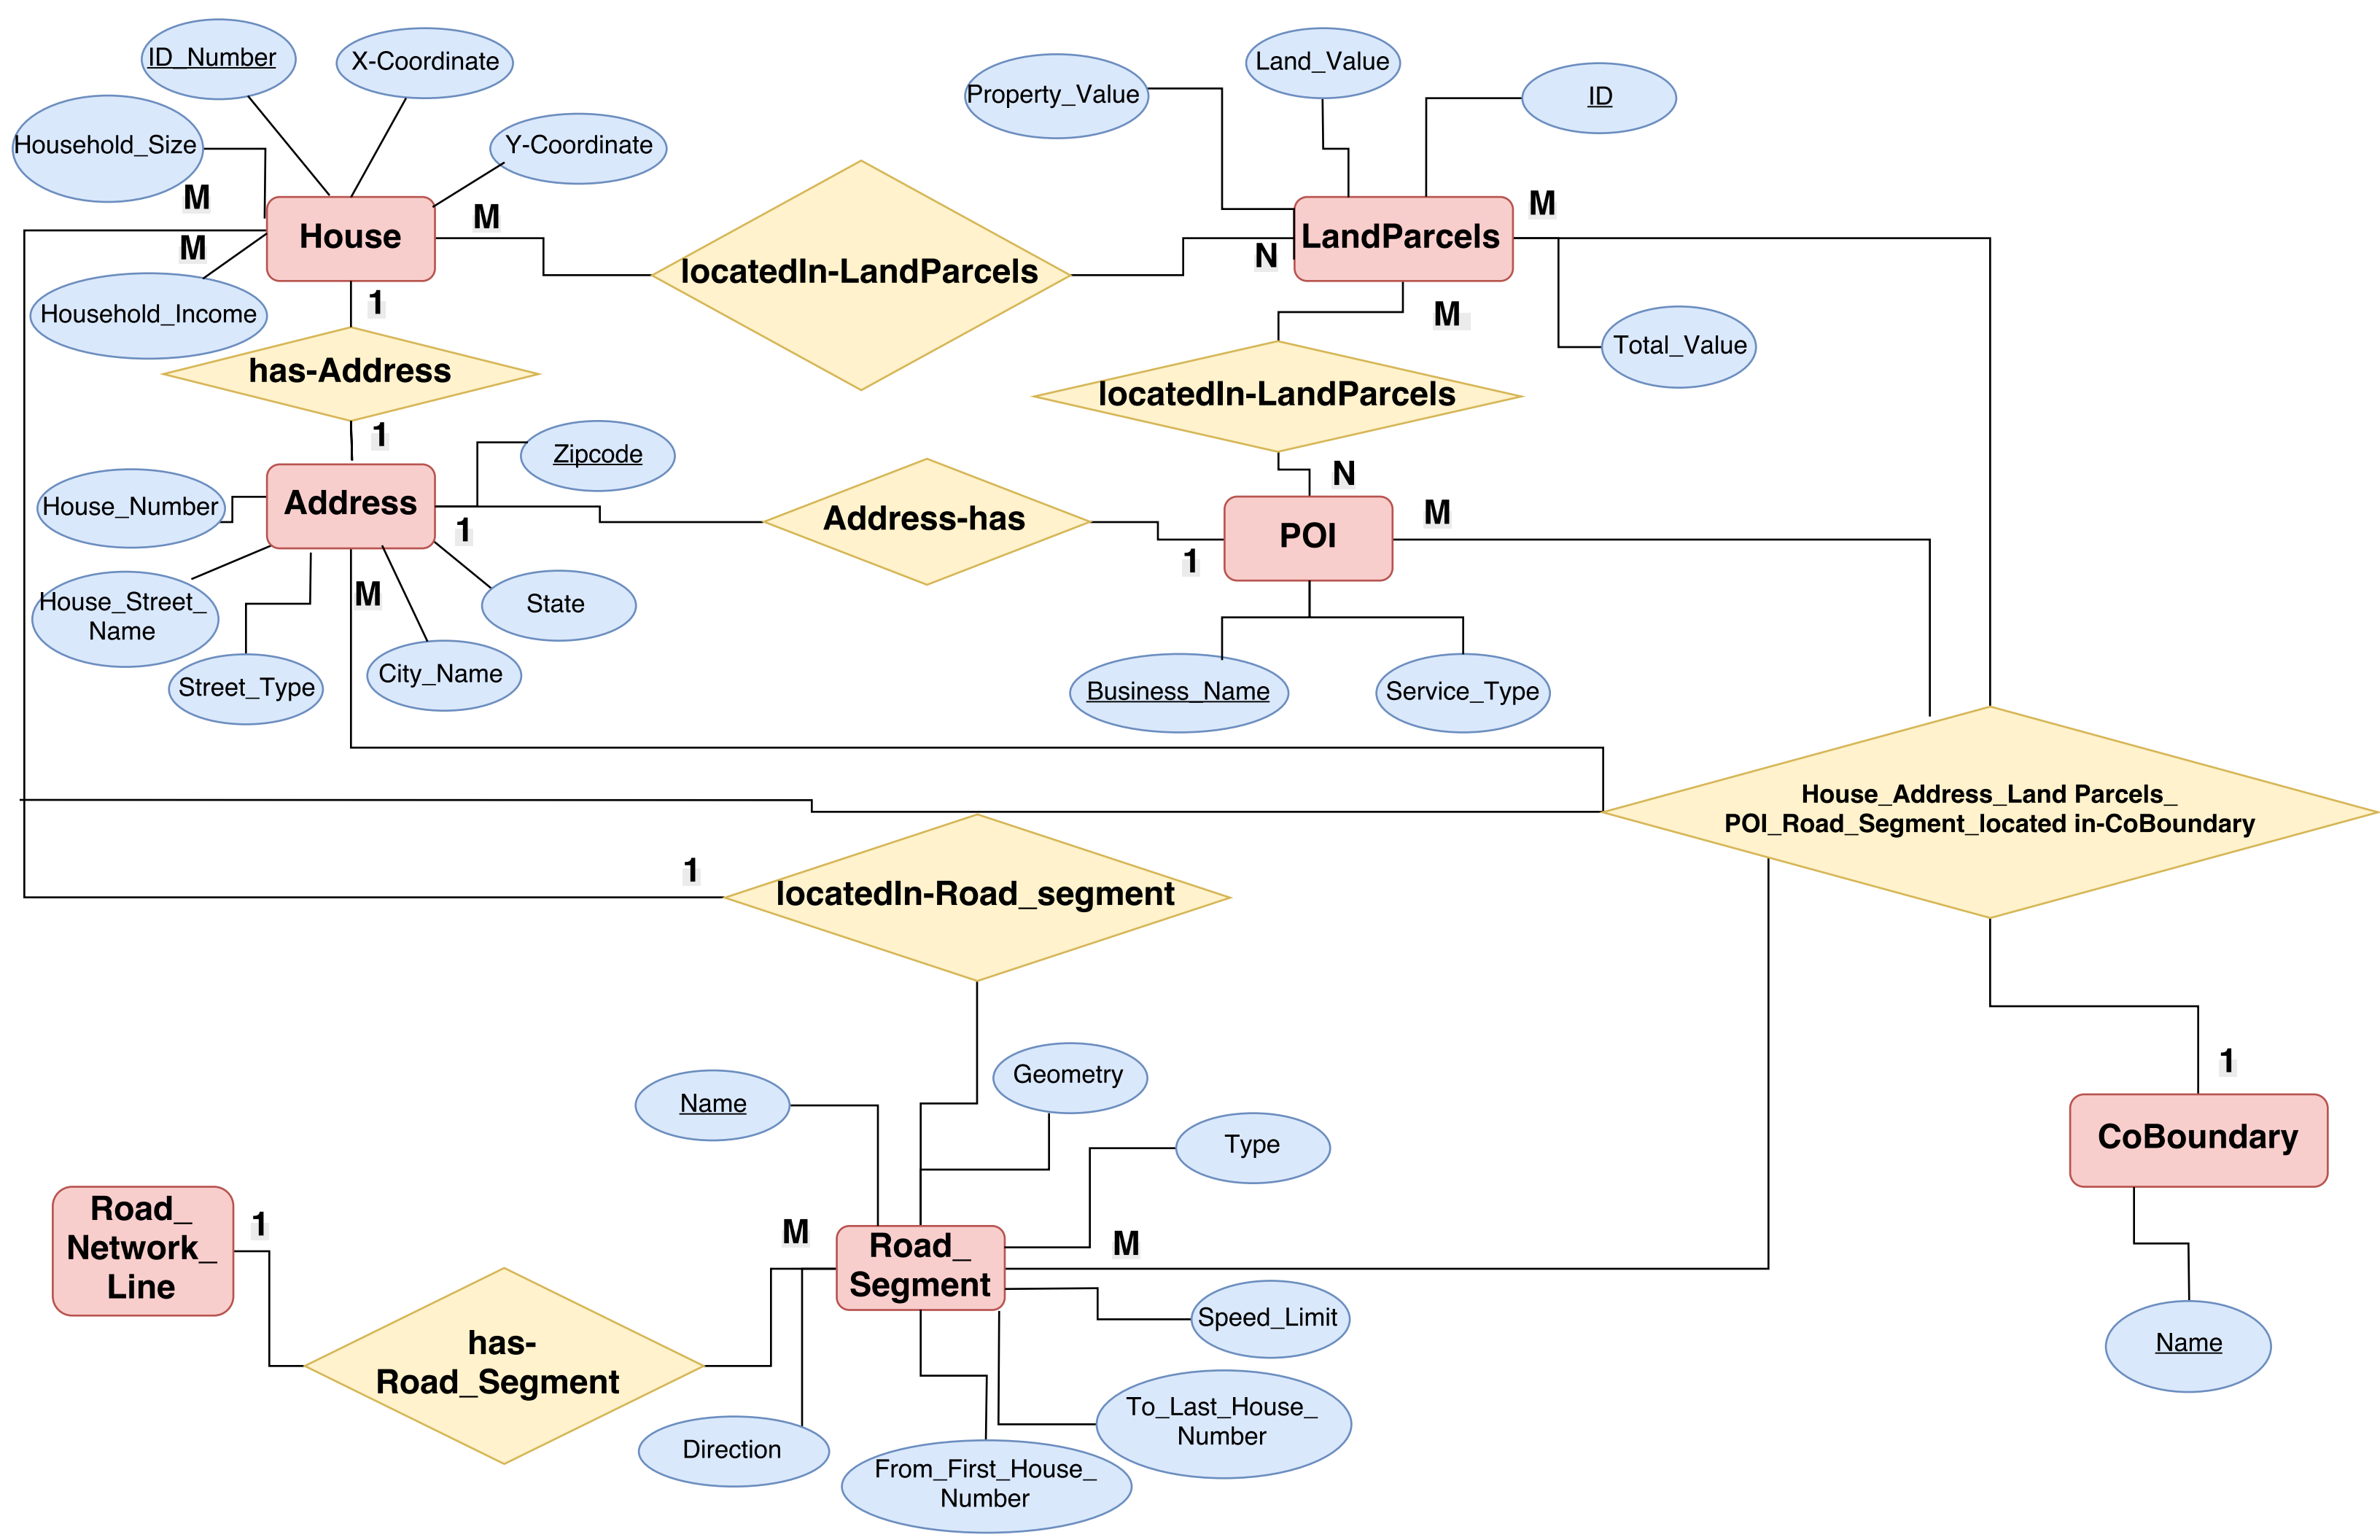 ID_Number
X-Coordinate
Land_Value
Property_Value
ID
Household_Size
Y-Coordinate
M
M
M
House
LandParcels
M
M
N
locatedIn-LandParcels
Household_Income
1
M
Total_Value
has-Address
locatedIn-LandParcels
1
Zipcode
N
House_Number
Address
1
Address-has
1
POI
M
House_Street_
Name
M
State
Street_Type
City_Name
Business_Name
Service_Type
House_Address_Land Parcels_
POI_Road_Segment_located in-CoBoundary
1
locatedIn-Road_segment
Geometry
1
Name
Type
CoBoundary
Road_
Network_
Line
1
M
Road_
Segment
M
Speed_Limit
Name
has-
Road_Segment
To_Last_House_
Number
Direction
From_First_House_
Number